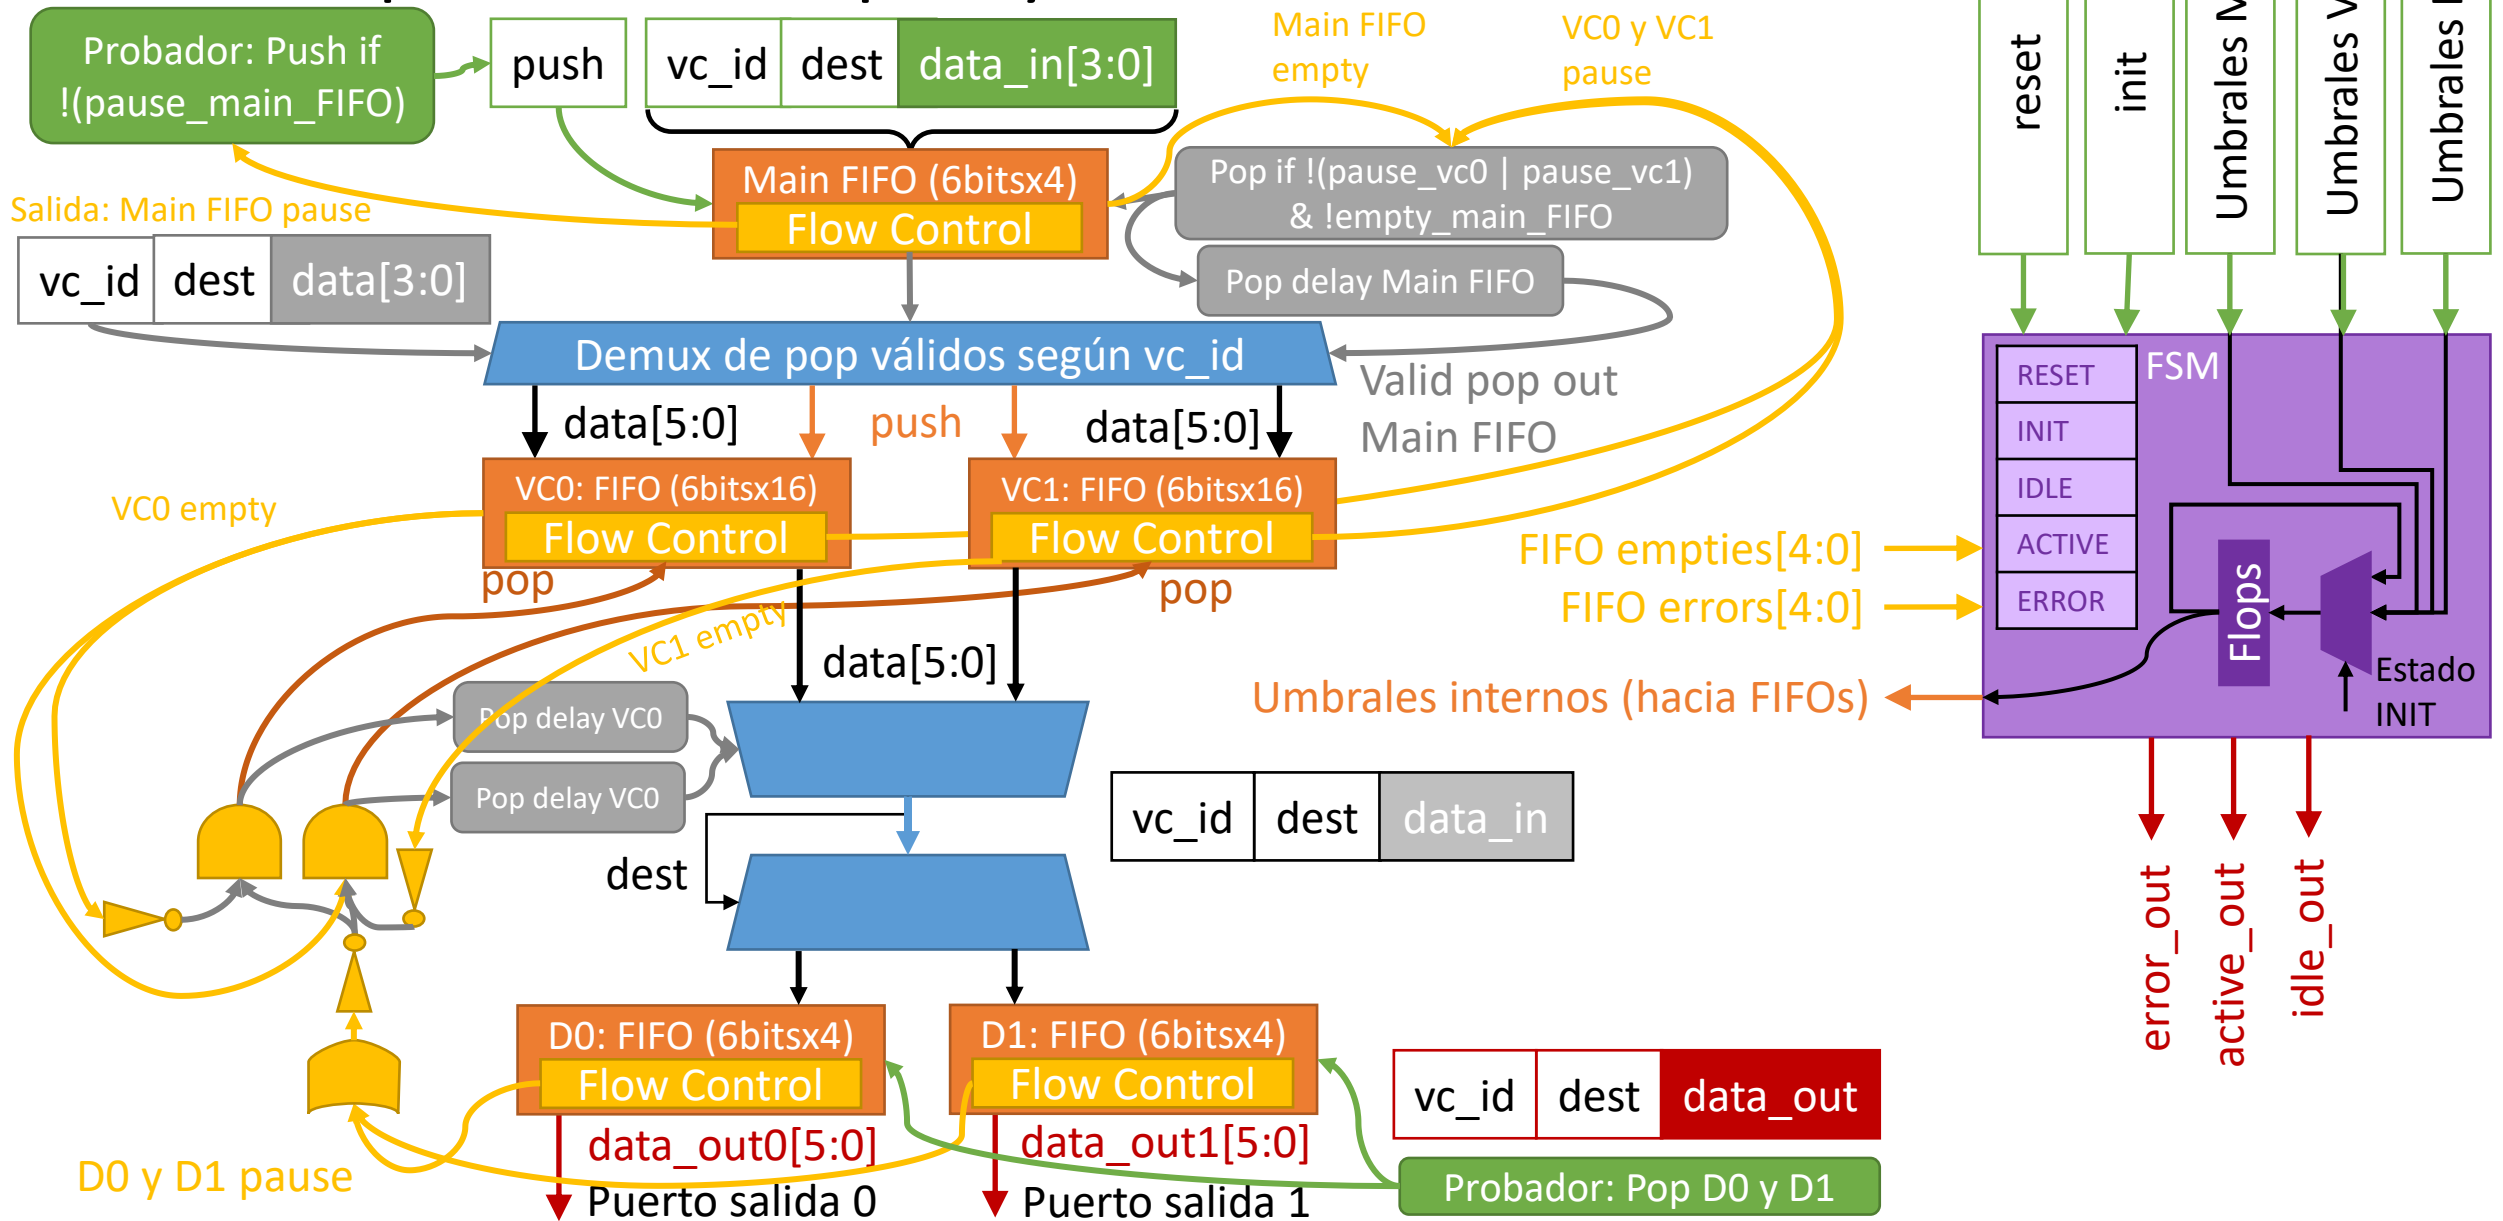 Probador: Push if
!(pause_main_FIFO)
push
vc_id
dest
data_in[3:0]
Main FIFO
empty
VC0 y VC1
pause
reset
init
Umbrales
Umbrales
Umbrales
Main FIFO (6bitsx4)
Flow Control
Pop if !(pause_vc0 | pause_vc1)
& !empty_main_FIFO
Salida: Main FIFO pause
vc_id
dest
data[3:0]
Pop delay Main FIFO
Demux de pop válidos según vc_id
Valid pop out
Main FIFO
data[5:0]
push
data[5:0]
FSM
RESET
INIT
IDLE
ACTIVE
ERROR
VC0 empty
VC0: FIFO (6bitsx16)
Flow Control
VC1: FIFO (6bitsx16)
Flow Control
pop
pop
FIFO empties[4:0]
FIFO errors[4:0]
Flops
Estado
INIT
VC1 empty
data[5:0]
Umbrales internos (hacia FIFOs)
Pop delay VC0
Pop delay VC0
vc_id
dest
data_in
dest
error_out
active_out
idle_out
D0: FIFO (6bitsx4)
Flow Control
D1: FIFO (6bitsx4)
Flow Control
vc_id
dest
data_out
data_out0[5:0]
data_out1[5:0]
D0 y D1 pause
Puerto salida 0
Puerto salida 1
Probador: Pop D0 y D1